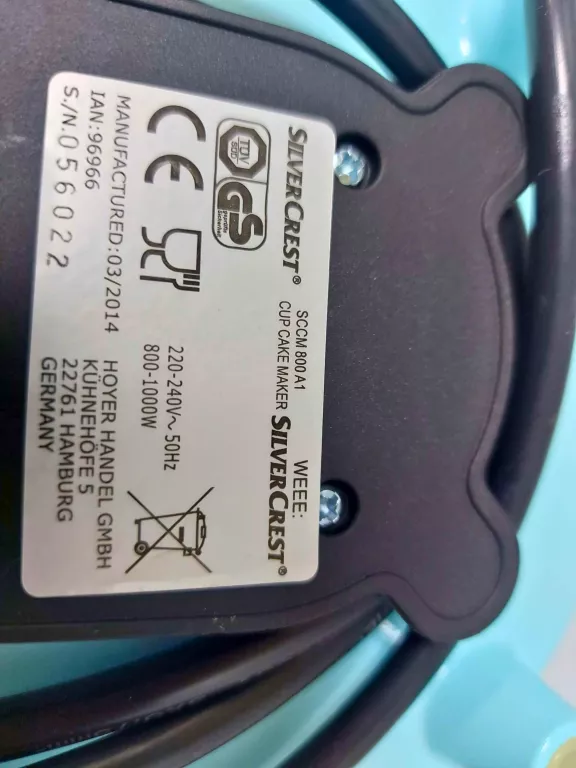 SILVERCREST®
SCCM 800 A1
CUP CAKE MAKER
WEEE:
SILVERCREST®
TÜV
SÜD
GS
geprüfte
Sicherheit
CE
220-240V~ 50Hz
800-1000W
MANUFACTURED:03/2014
IAN:96966
S./N.056022
HOYER HANDEL GMBH
KÜHNEHÖFE 5
22761 HAMBURG
GERMANY